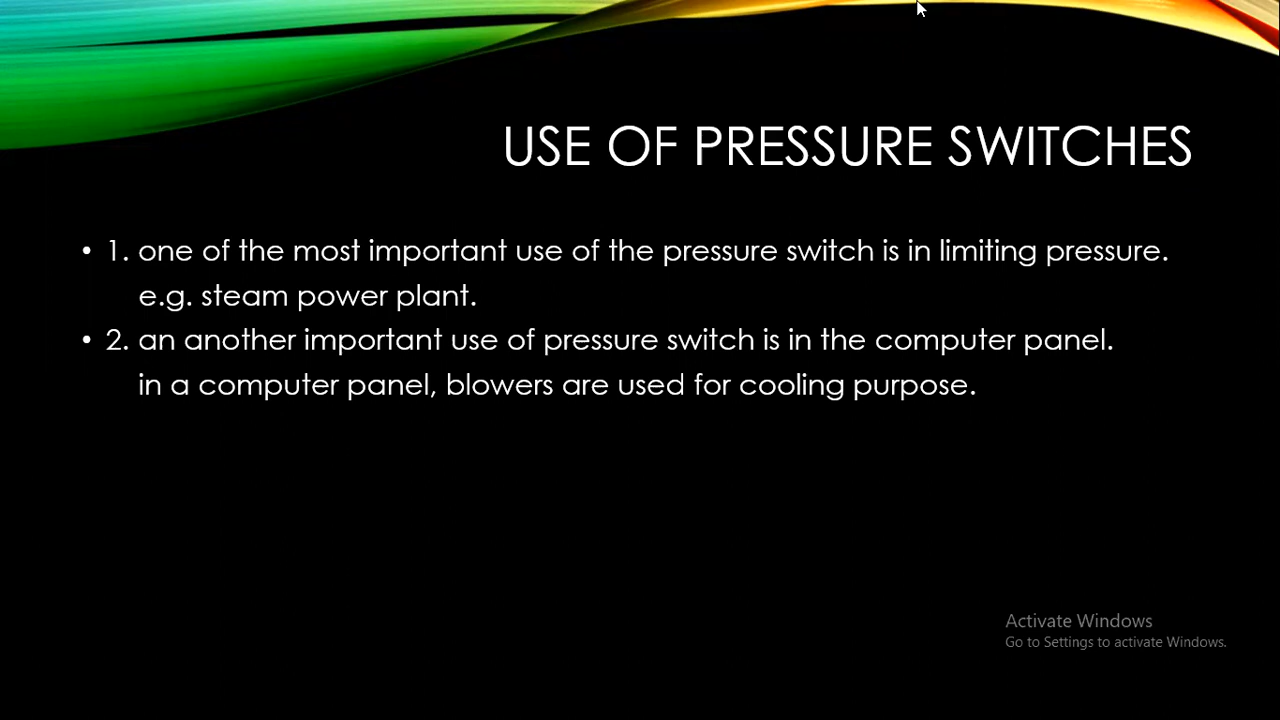 USE OF PRESSURE SWITCHES
• 1. one of the most important use of the pressure switch is in limiting pressure.
e.g. steam power plant.
• 2. an another important use of pressure switch is in the computer panel.
in a computer panel, blowers are used for cooling purpose.
Activate Windows
Go to Settings to activate Windows.